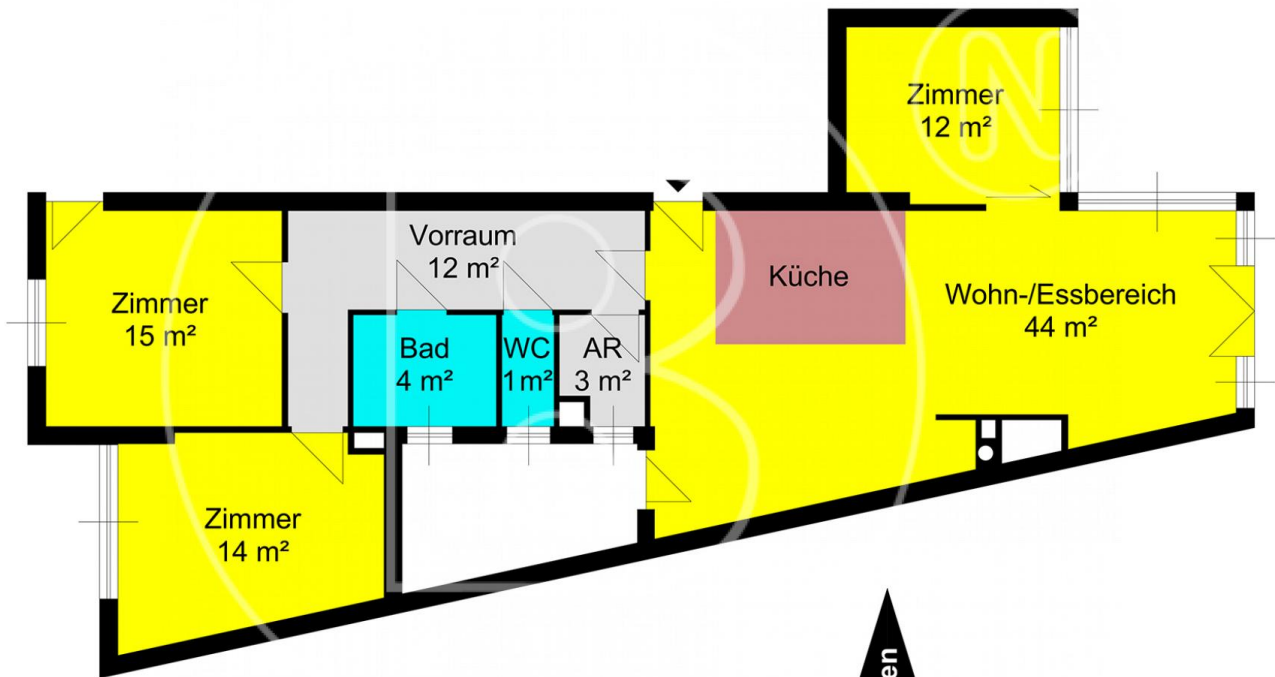 Zimmer
12 m²
Vorraum
12 m²
Küche
Wohn-/Essbereich
44 m²
Zimmer
15 m²
Bad
4 m²
WC
1 m²
AR
3 m²
Zimmer
14 m²